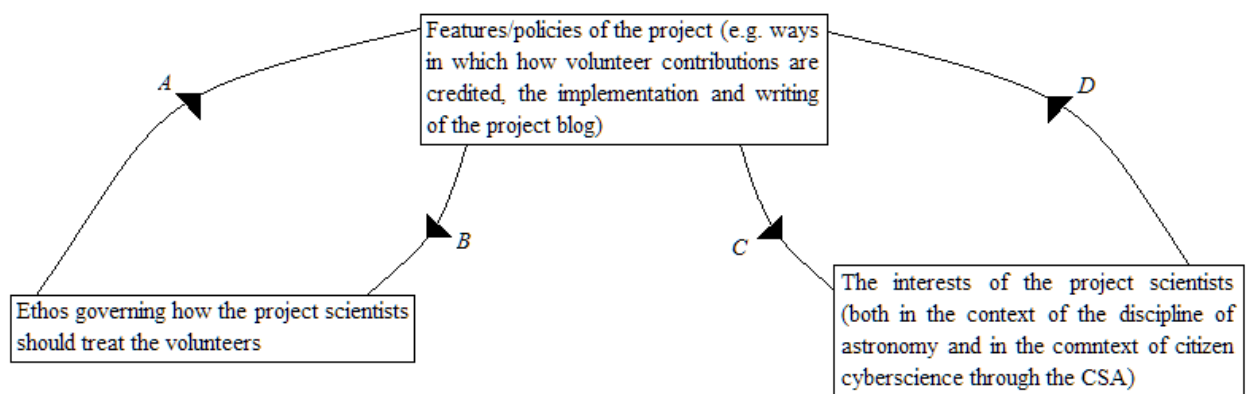 Features/policies of the project (e.g. ways
in which how volunteer contributions are
credited, the implementation and writing
of the project blog)
A
D
B
C
Ethos governing how the project scientists
should treat the volunteers
The interests of the project scientists
(both in the context of the discipline of
astronomy and in the comntext of citizen
cyberscience through the CSA)